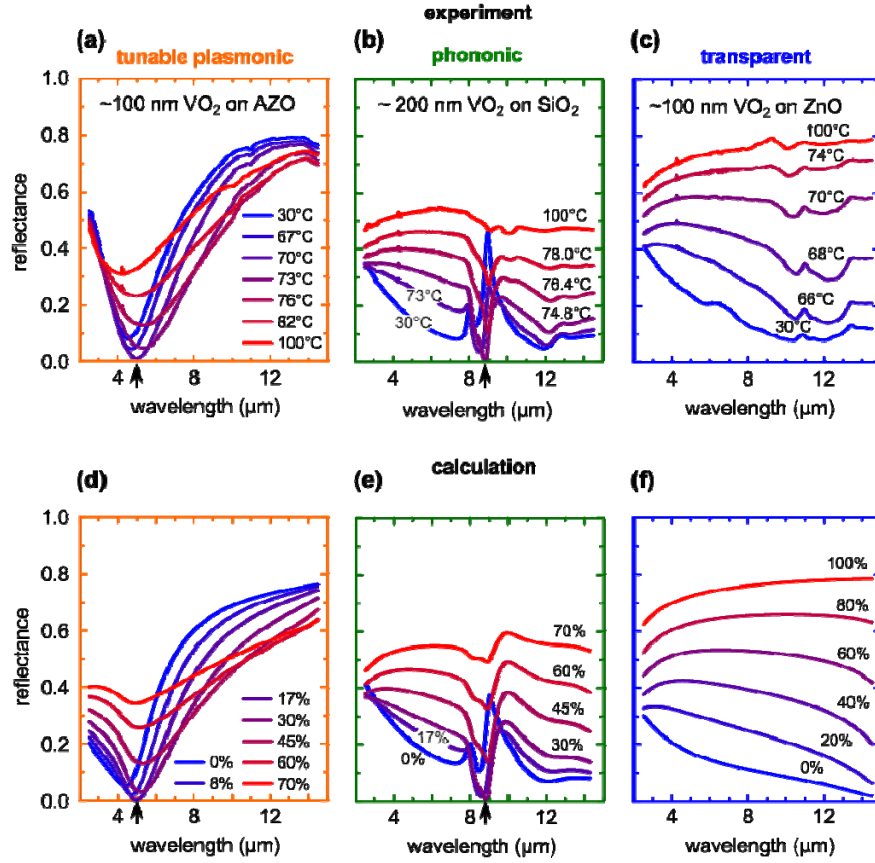 experiment
(a) (b) (c)
tunable plasmonic phononic transparent
~100 nm VO₂ on AZO
~ 200 nm VO₂ on SiO₂
~100 nm VO₂ on ZnO
reflectance
1.0
0.8
0.6
0.4
0.2
0.0
30°C
67°C
70°C
73°C
76°C
82°C
100°C
4 8 12
wavelength (μm)
100°C
78.0°C
76.4°C
74.8°C
73°C
30°C
4 8 12
wavelength (μm)
100°C
74°C
70°C
68°C
66°C
30°C
4 8 12
wavelength (μm)
calculation
(d) (e) (f)
reflectance
1.0
0.8
0.6
0.4
0.2
0.0
17%
30%
45%
0% 60%
8% 70%
4 8 12
wavelength (μm)
70%
60%
45%
30%
17%
0%
4 8 12
wavelength (μm)
100%
80%
60%
40%
20%
0%
4 8 12
wavelength (μm)